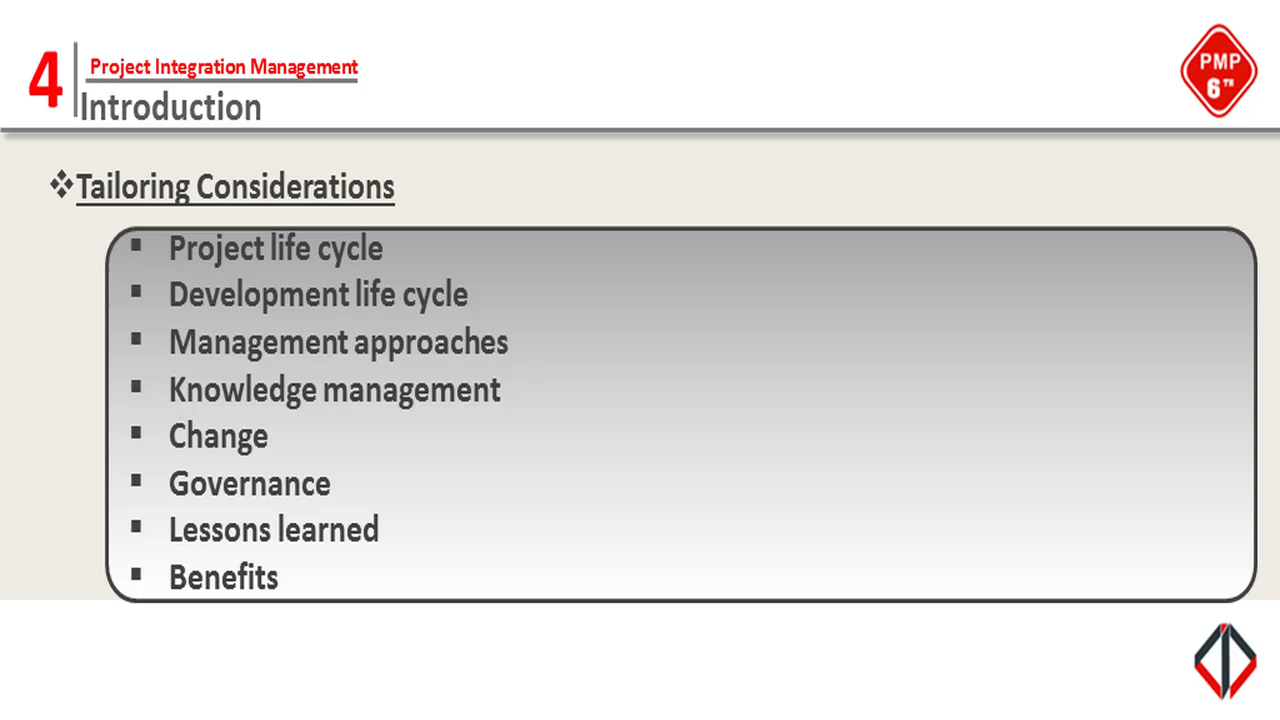 4
Project Integration Management
Introduction
PMP
6TH
❖Tailoring Considerations
▪ Project life cycle
▪ Development life cycle
▪ Management approaches
▪ Knowledge management
▪ Change
▪ Governance
▪ Lessons learned
▪ Benefits